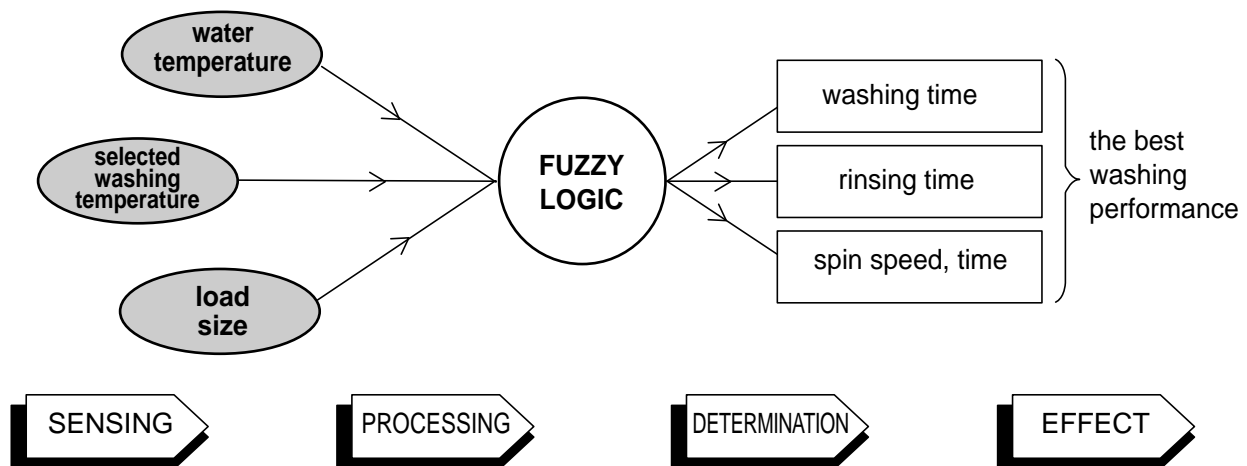 water
temperature
selected
washing
temperature
load
size
FUZZY
LOGIC
washing time
rinsing time
spin speed, time
the best
washing
performance
SENSING
PROCESSING
DETERMINATION
EFFECT